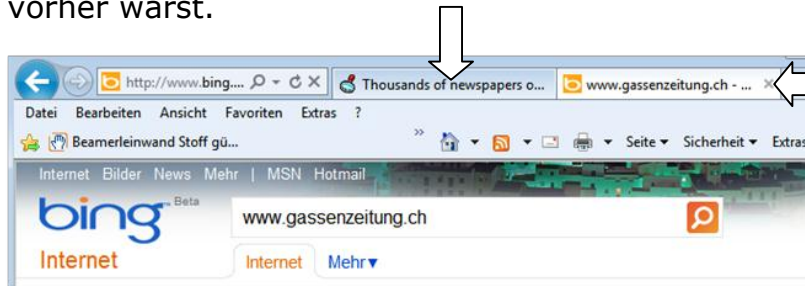 vorher warst.
http://www.bing.... Thousands of newspapers o... www.gassenzeitung.ch - ...
Datei Bearbeiten Ansicht Favoriten Extras ?
Beamerleinwand Stoff gü... » Seite Sicherheit Extras
Internet Bilder News Mehr | MSN Hotmail
bing Beta www.gassenzeitung.ch
Internet Internet Mehr